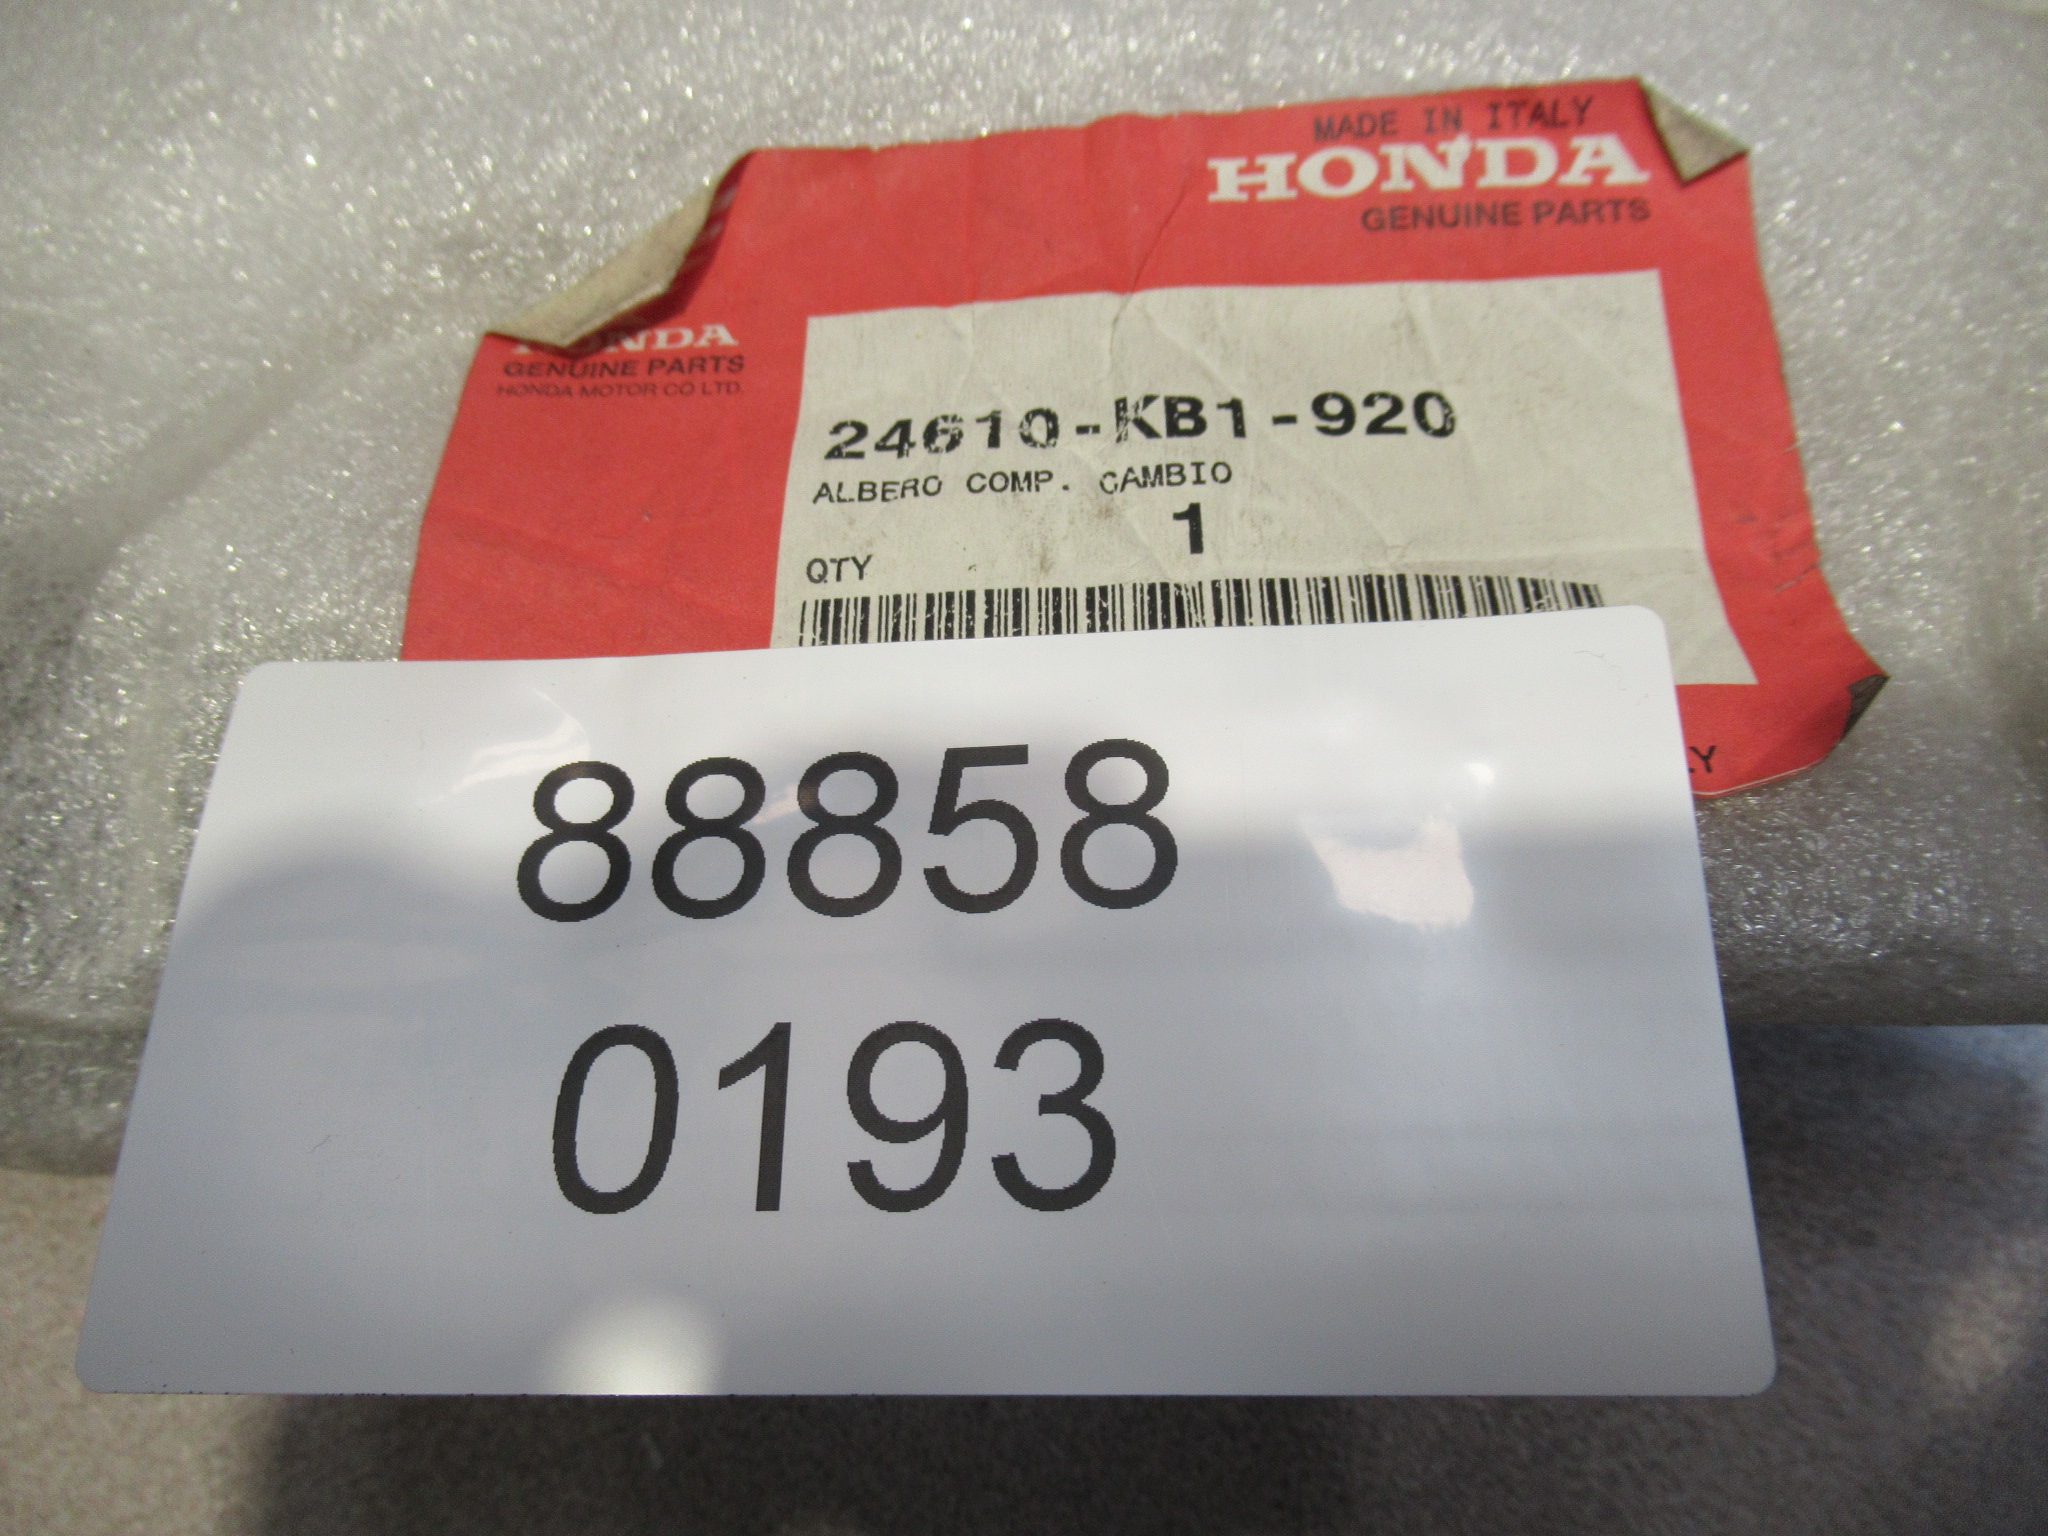 MADE IN ITALY
HONDA
GENUINE PARTS
HONDA
GENUINE PARTS
HONDA MOTOR CO LTD.
24610-KB1-920
ALBERO COMP. CAMBIO
1
QTY
88858
0193